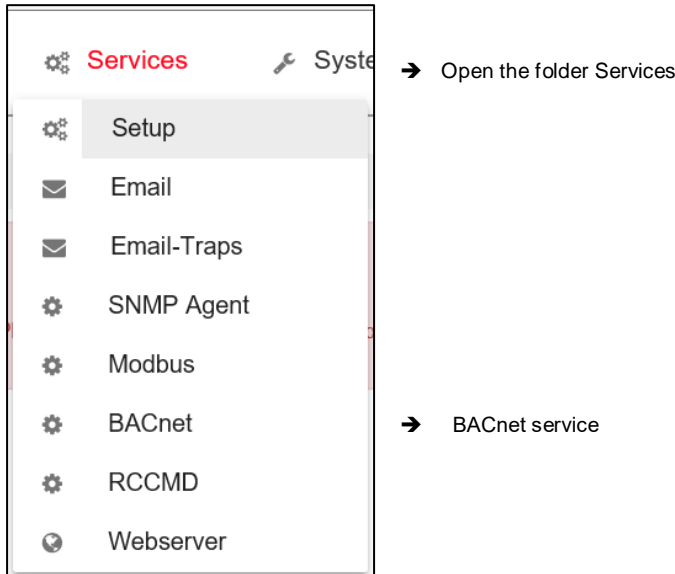 Services Syste ➔ Open the folder Services
Setup
Email
Email-Traps
SNMP Agent
Modbus
BACnet ➔ BACnet service
RCCMD
Webserver